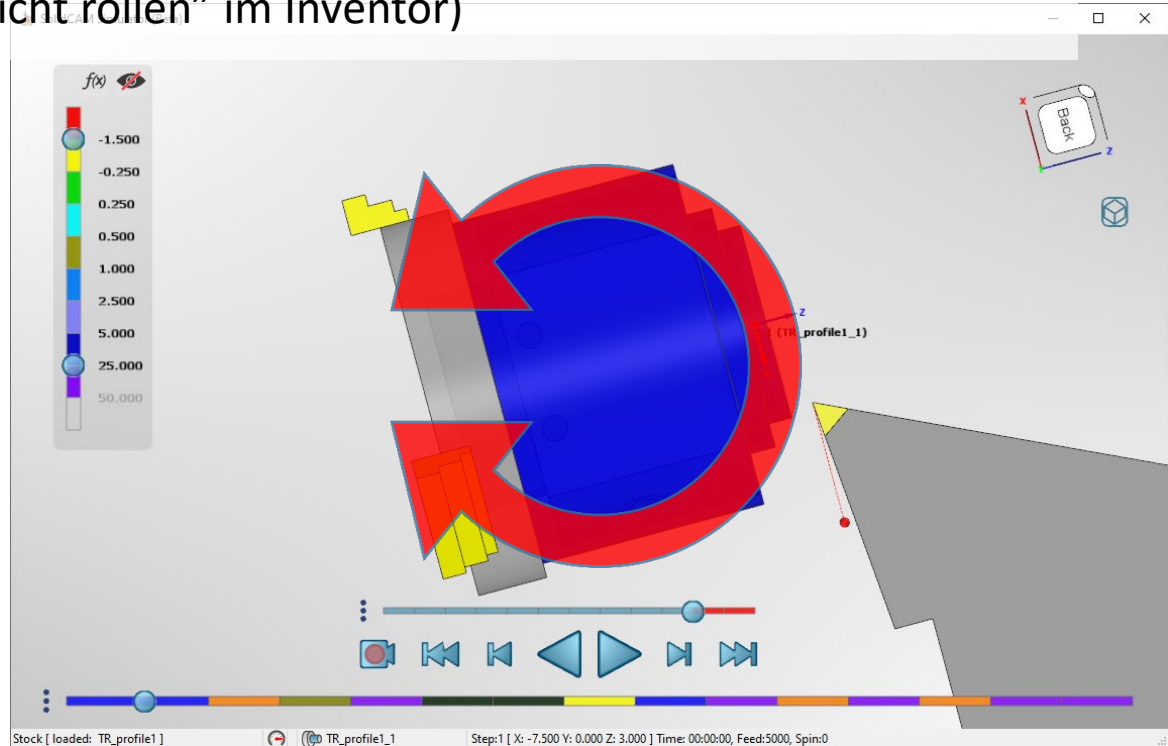 icht rollen” im Inventor)
f(x)
-1.500
-0.250
0.250
0.500
1.000
2.500
5.000
25.000
50.000
X
Back
Z
Z
(TR_profile1_1)
Stock [ loaded: TR_profile1 ]
TR_profile1_1
Step:1 [ X: -7.500 Y: 0.000 Z: 3.000 ] Time: 00:00:00, Feed:5000, Spin:0